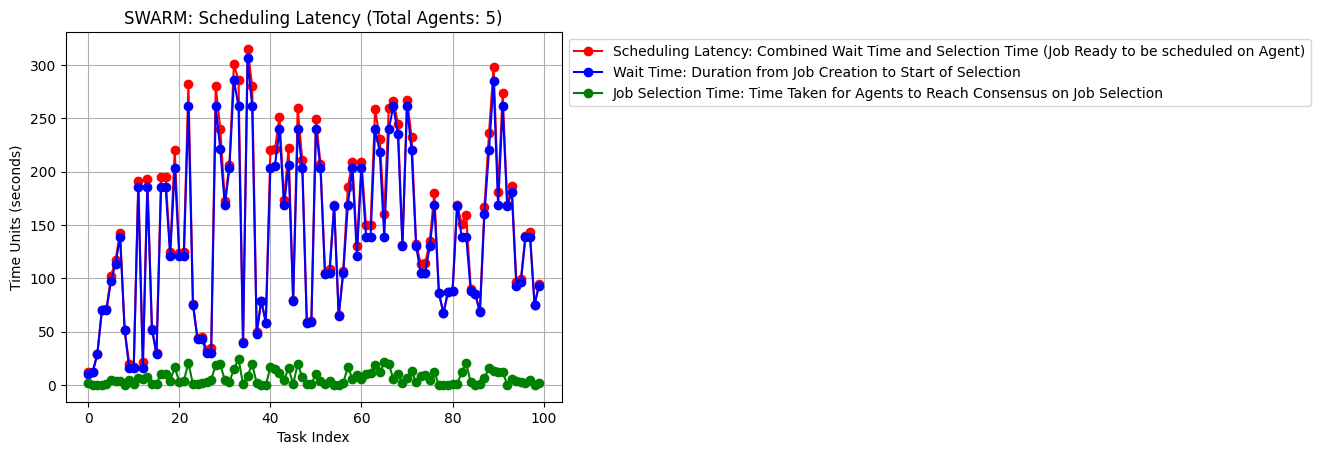 SWARM: Scheduling Latency (Total Agents: 5)
Scheduling Latency: Combined Wait Time and Selection Time (Job Ready to be scheduled on Agent)
Wait Time: Duration from Job Creation to Start of Selection
Job Selection Time: Time Taken for Agents to Reach Consensus on Job Selection
Time Units (seconds)
300
250
200
150
100
50
0
0 20 40 60 80 100
Task Index